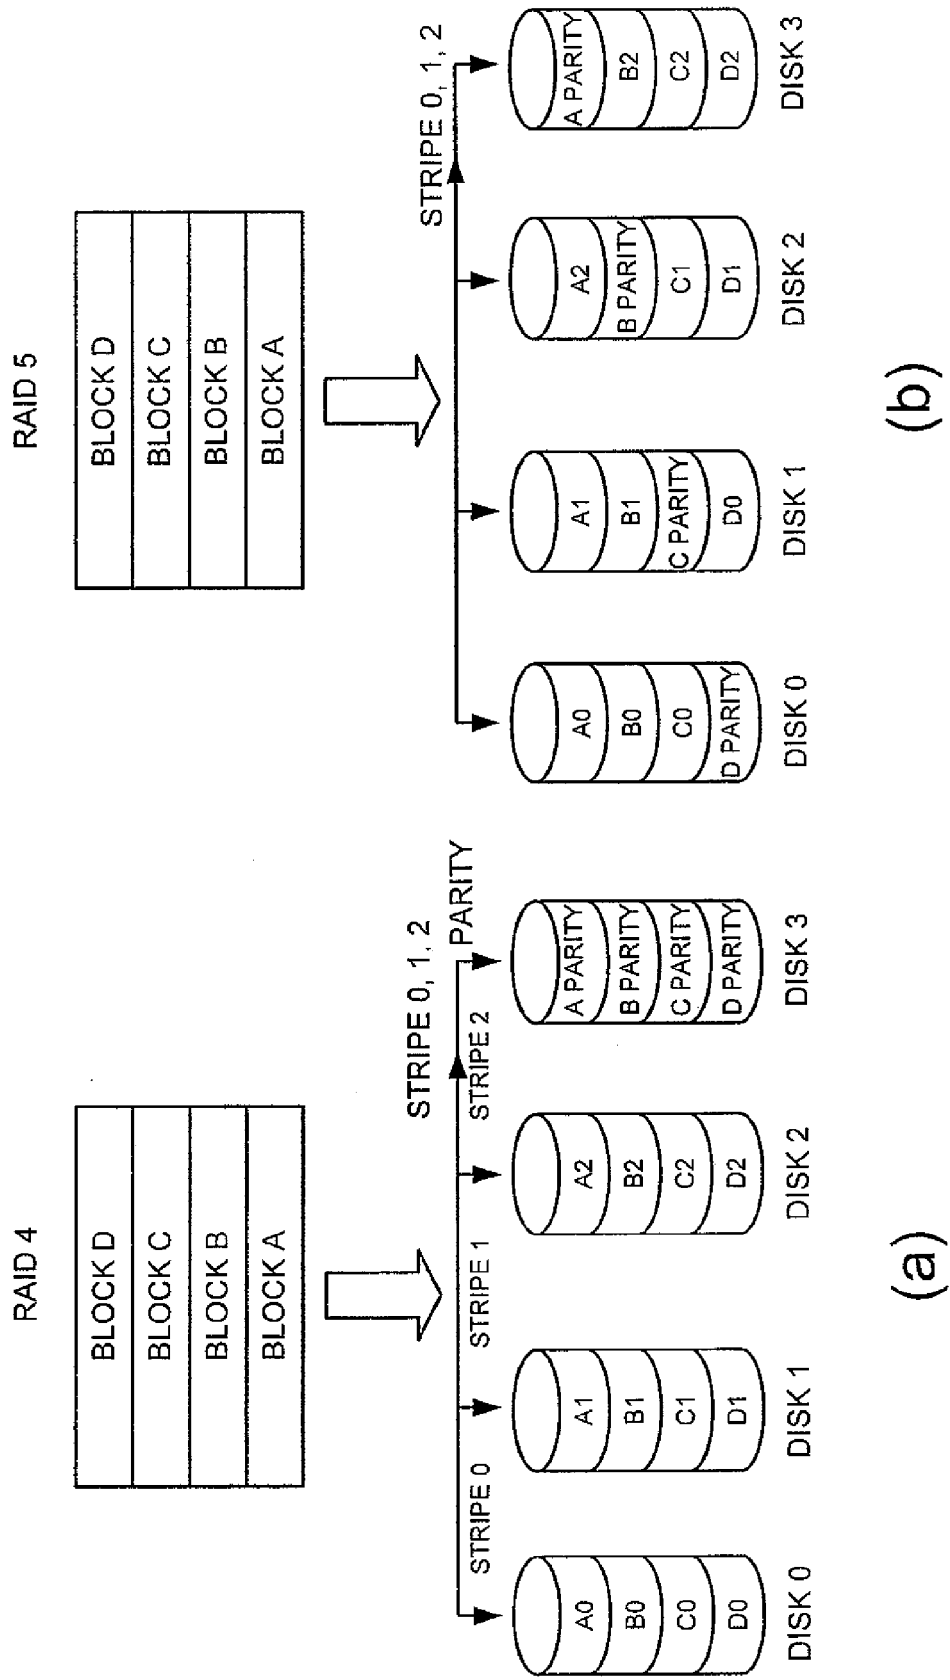 RAID 4
BLOCK D
BLOCK C
BLOCK B
BLOCK A
STRIPE 0, 1, 2
STRIPE 0
STRIPE 1
STRIPE 2
PARITY
A0
B0
C0
D0
DISK 0
A1
B1
C1
D1
DISK 1
A2
B2
C2
D2
DISK 2
A PARITY
B PARITY
C PARITY
D PARITY
DISK 3
(a)
RAID 5
BLOCK D
BLOCK C
BLOCK B
BLOCK A
STRIPE 0, 1, 2
A0
B0
C0
D PARITY
DISK 0
A1
B1
C PARITY
D0
DISK 1
A2
B PARITY
C1
D1
DISK 2
A PARITY
B2
C2
D2
DISK 3
(b)